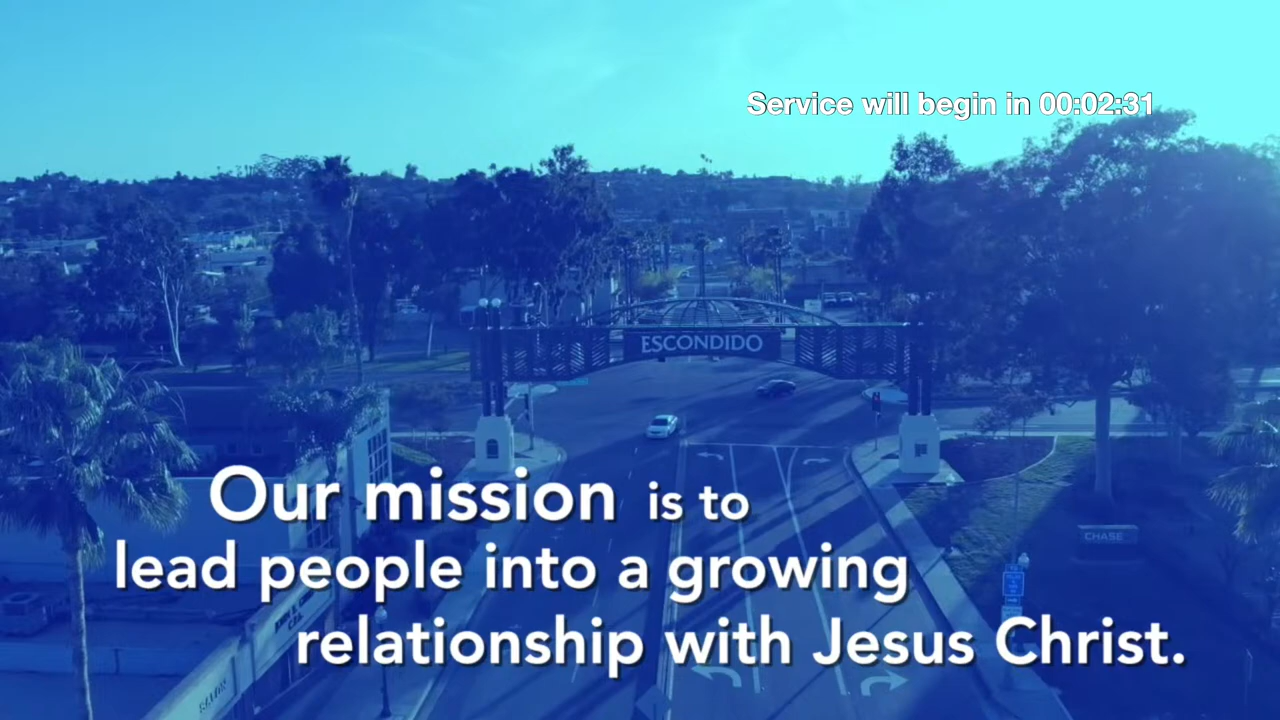 Service will begin in 00:02:31
ESCONDIDO
Our mission is to
lead people into a growing
relationship with Jesus Christ.
CHASE